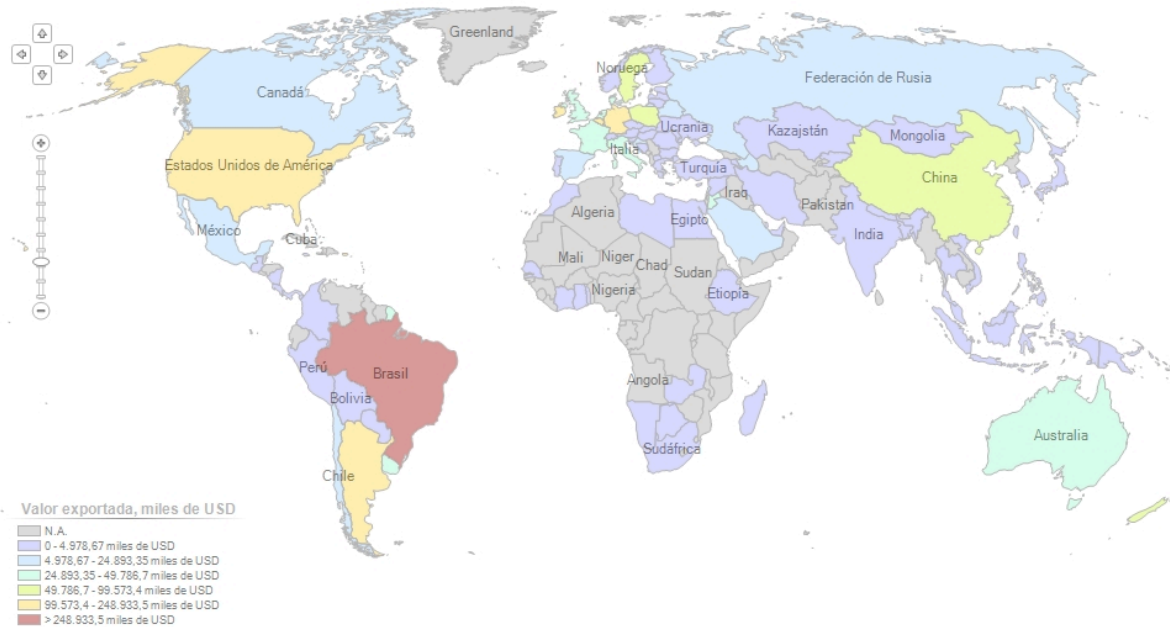 Greenland
Noruega
Federación de Rusia
Canadá
Ucrania
Kazajstán
Mongolia
Italia
Estados Unidos de América
Turquía
China
Iraq
Pakistan
Algeria
Egipto
México
Cuba
India
Mali
Niger
Chad
Sudan
Nigeria
Etiopía
Perú
Brasil
Angola
Bolivia
Australia
Sudáfrica
Chile
Valor exportada, miles de USD
N.A.
0 - 4.978,67 miles de USD
4.978,67 - 24.893,35 miles de USD
24.893,35 - 49.786,7 miles de USD
49.786,7 - 99.573,4 miles de USD
99.573,4 - 248.933,5 miles de USD
> 248.933,5 miles de USD